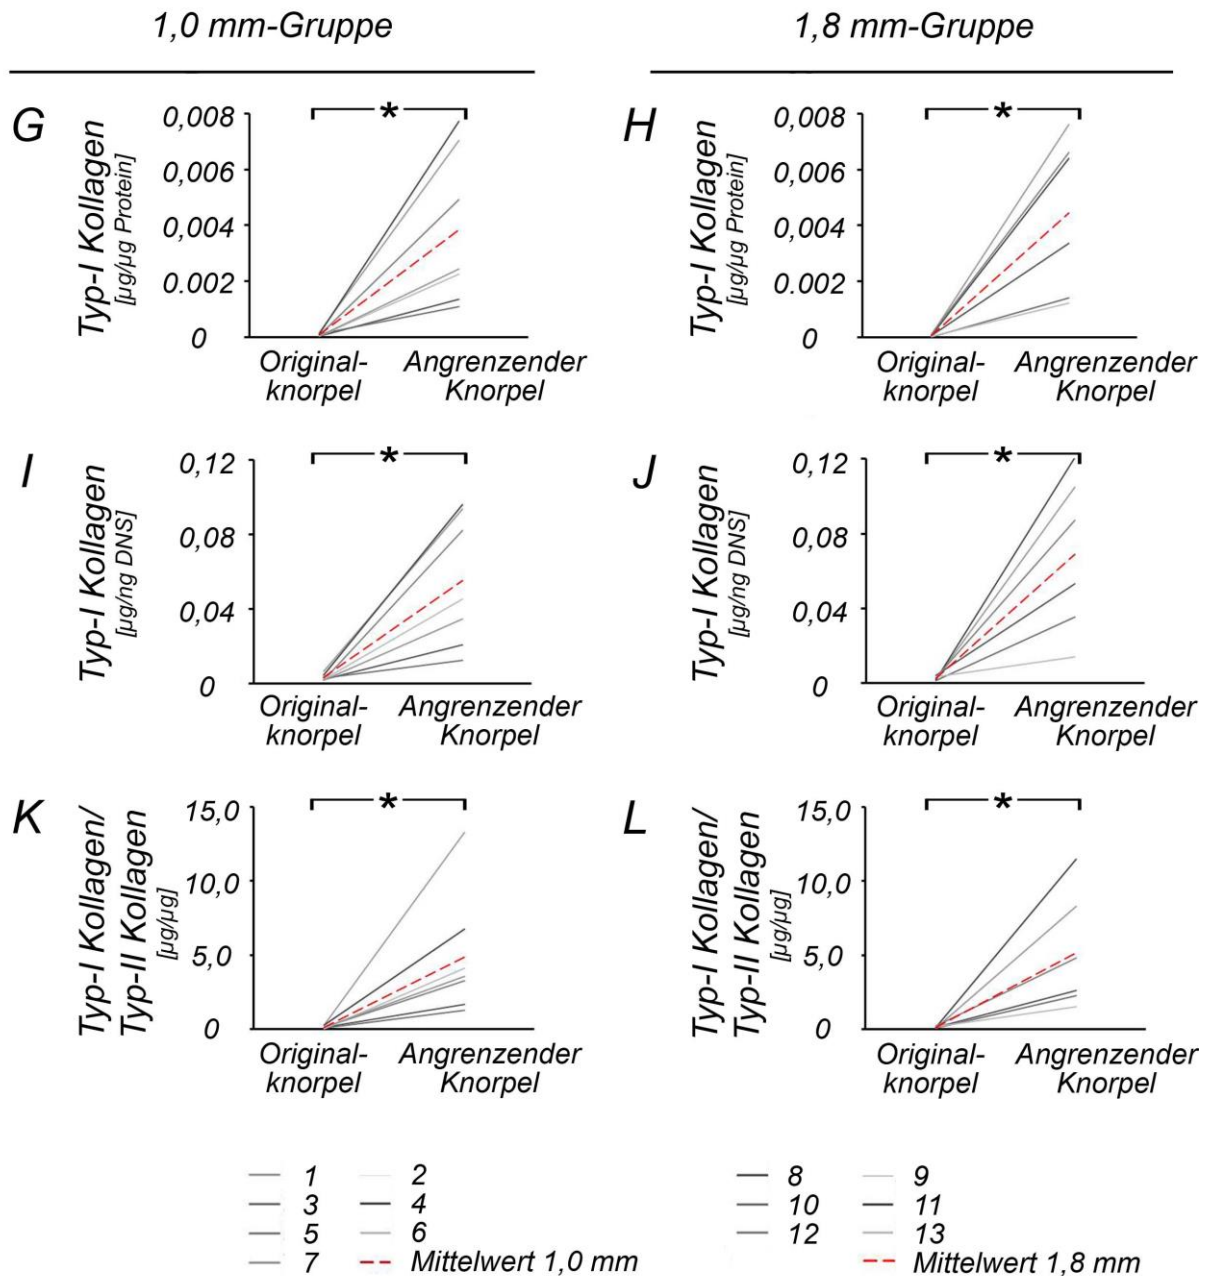 1,0 mm-Gruppe
1,8 mm-Gruppe
G
Typ-I Kollagen
[µg/µg Protein]
0,008
0,006
0,004
0.002
0
*
Original-
knorpel
Angrenzender
Knorpel
H
Typ-I Kollagen
[µg/µg Protein]
0,008
0,006
0,004
0.002
0
*
Original-
knorpel
Angrenzender
Knorpel
I
Typ-I Kollagen
[µg/ng DNS]
0,12
0,08
0,04
0
*
Original-
knorpel
Angrenzender
Knorpel
J
Typ-I Kollagen
[µg/ng DNS]
0,12
0,08
0,04
0
*
Original-
knorpel
Angrenzender
Knorpel
K
Typ-I Kollagen/
Typ-II Kollagen
[µg/µg]
15,0
10,0
5,0
0
*
Original-
knorpel
Angrenzender
Knorpel
L
Typ-I Kollagen/
Typ-II Kollagen
[µg/µg]
15,0
10,0
5,0
0
*
Original-
knorpel
Angrenzender
Knorpel
1 2
3 4
5 6
7 Mittelwert 1,0 mm
8 9
10 11
12 13
Mittelwert 1,8 mm